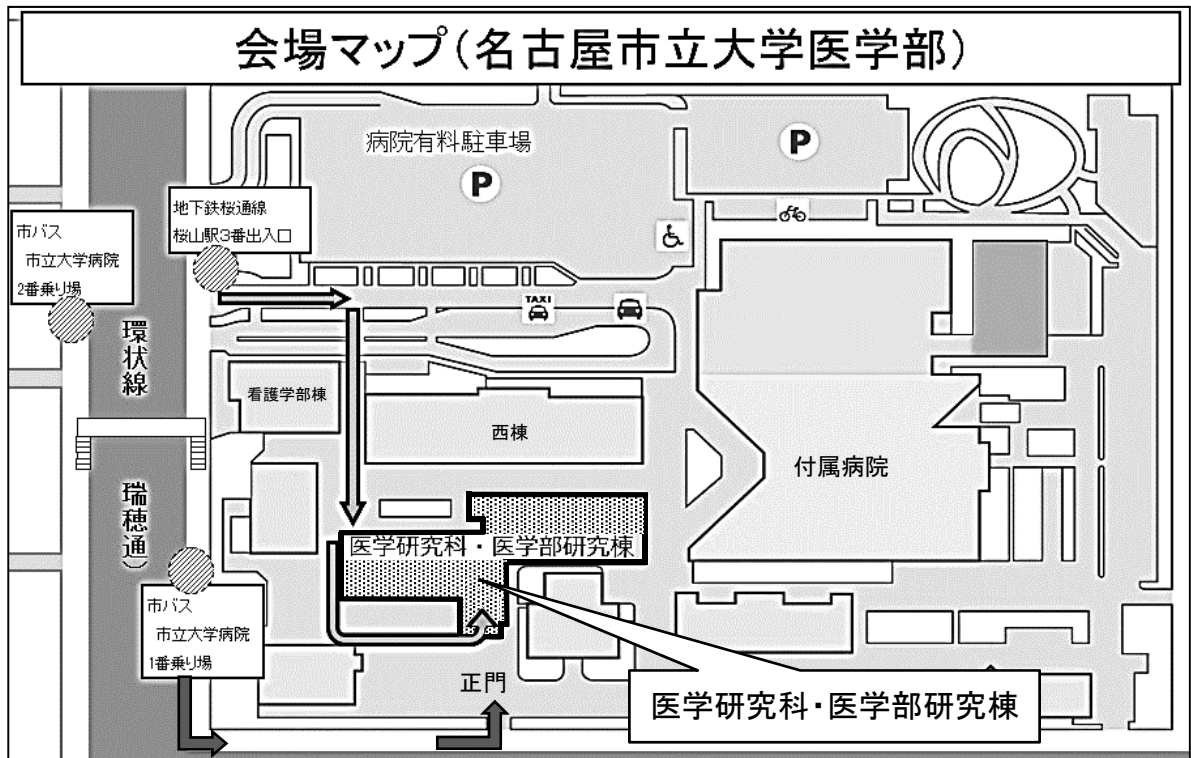 会場マップ(名古屋市立大学医学部)
病院有料駐車場
P
P
地下鉄桜通線
桜山駅3番出入口
市バス
市立大学病院
2番乗り場
TAXI
環状線
看護学部棟
西棟
付属病院
(瑞穂通)
医学研究科・医学部研究棟
市バス
市立大学病院
1番乗り場
正門
医学研究科・医学部研究棟